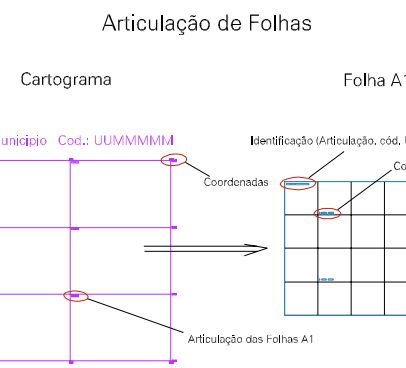 Articulação de Folhas
Cartograma
Folha A1
unicipio Cod.: UUMMMMM
Identificação (Articulação, cód.
Co
Coordenadas
Articulação das Folhas A1